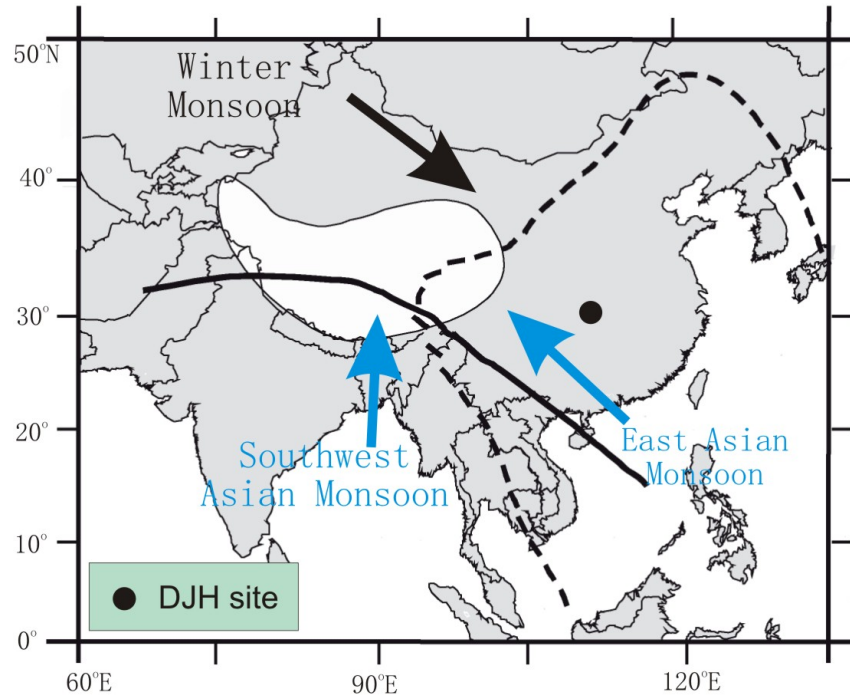 50°N
Winter
Monsoon
40°
30°
20°
East Asian
Monsoon
Southwest
Asian Monsoon
10°
DJH site
0°
60°E
90°E
120°E